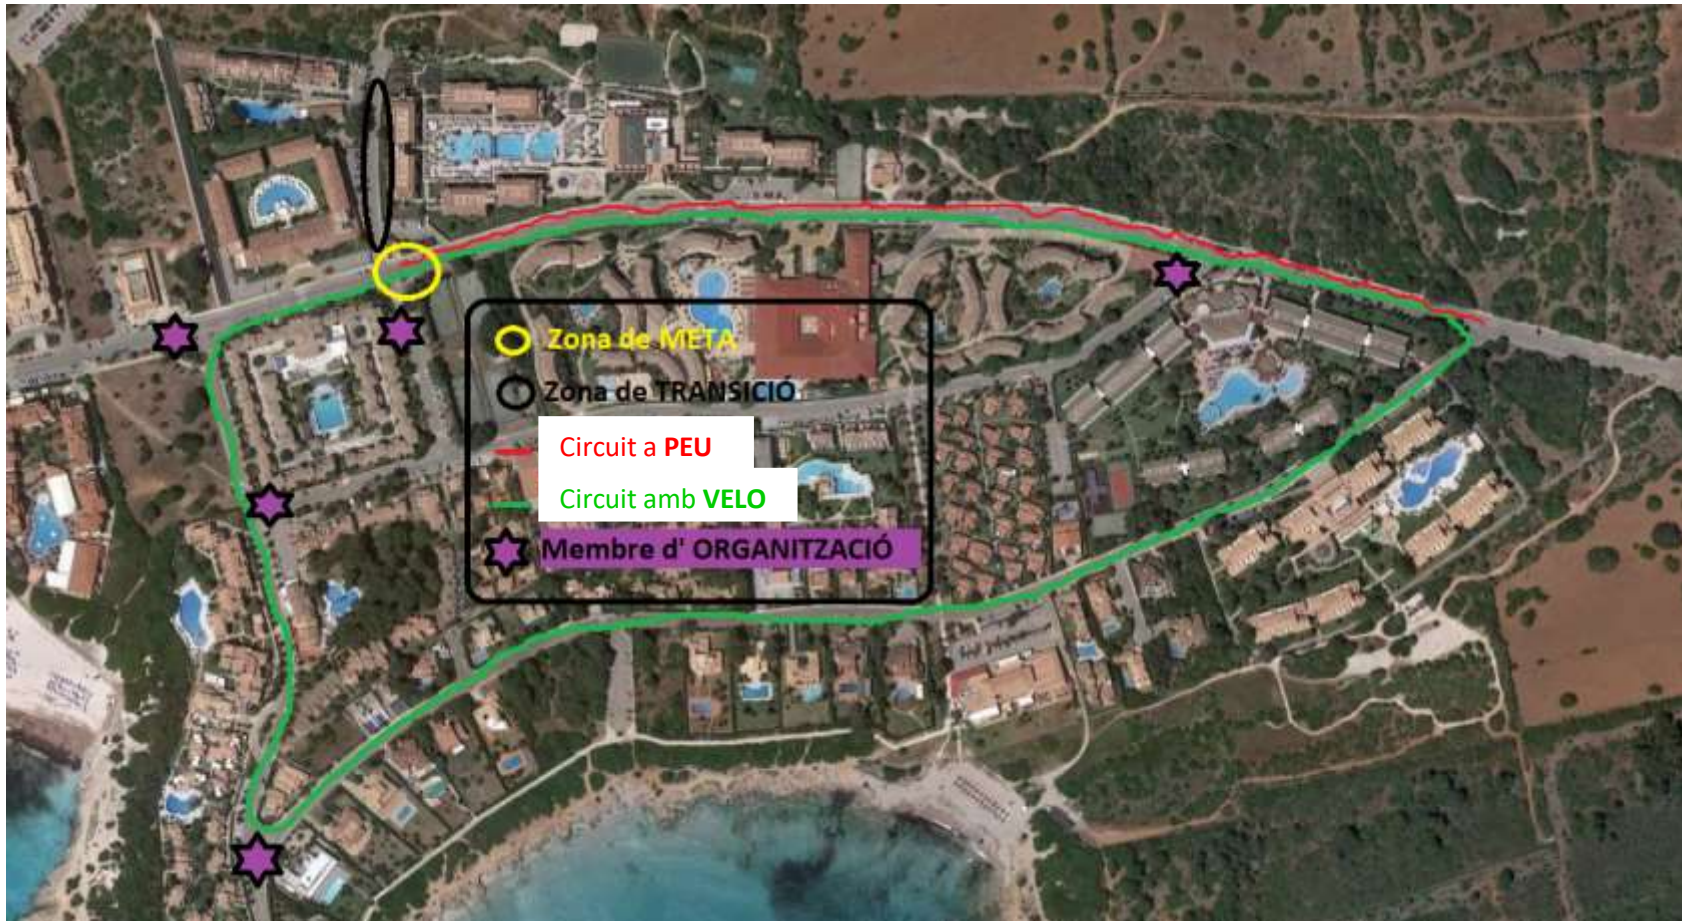 Zona de META
Zona de TRANSICIÓ
Circuit a PEU
Circuit amb VELO
Membre d' ORGANITZACIÓ